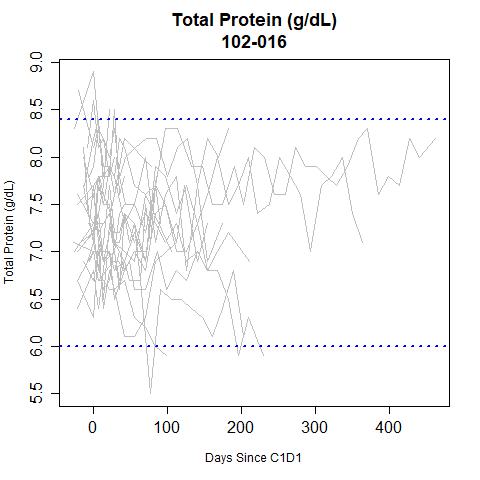 Total Protein (g/dL)
102-016
Total Protein (g/dL)
9.0
8.5
8.0
7.5
7.0
6.5
6.0
5.5
0 100 200 300 400
Days Since C1D1